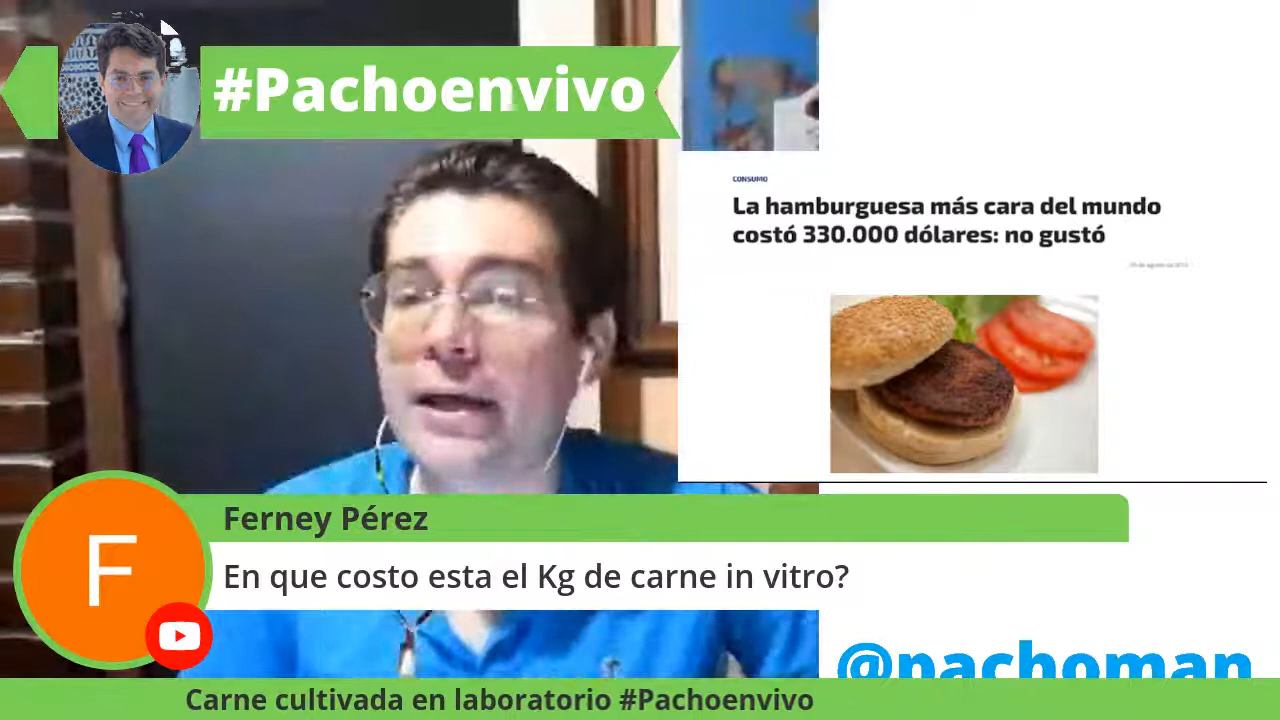 #Pachoenvivo
CONSUMO
La hamburguesa más cara del mundo
costó 330.000 dólares: no gustó
F
Ferney Pérez
En que costo esta el Kg de carne in vitro?
@pachoman
Carne cultivada en laboratorio #Pachoenvivo